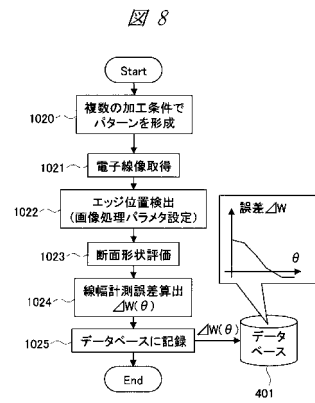 図 8
Start
複数の加工条件で
パターンを形成
1020
電子線像取得
1021
エッジ位置検出
(画像処理パラメタ設定)
1022
断面形状評価
1023
線幅計測誤差算出
⊿W(θ)
1024
データベースに記録
1025
End
⊿W(θ)
誤差⊿W
θ
データ
ベース
401